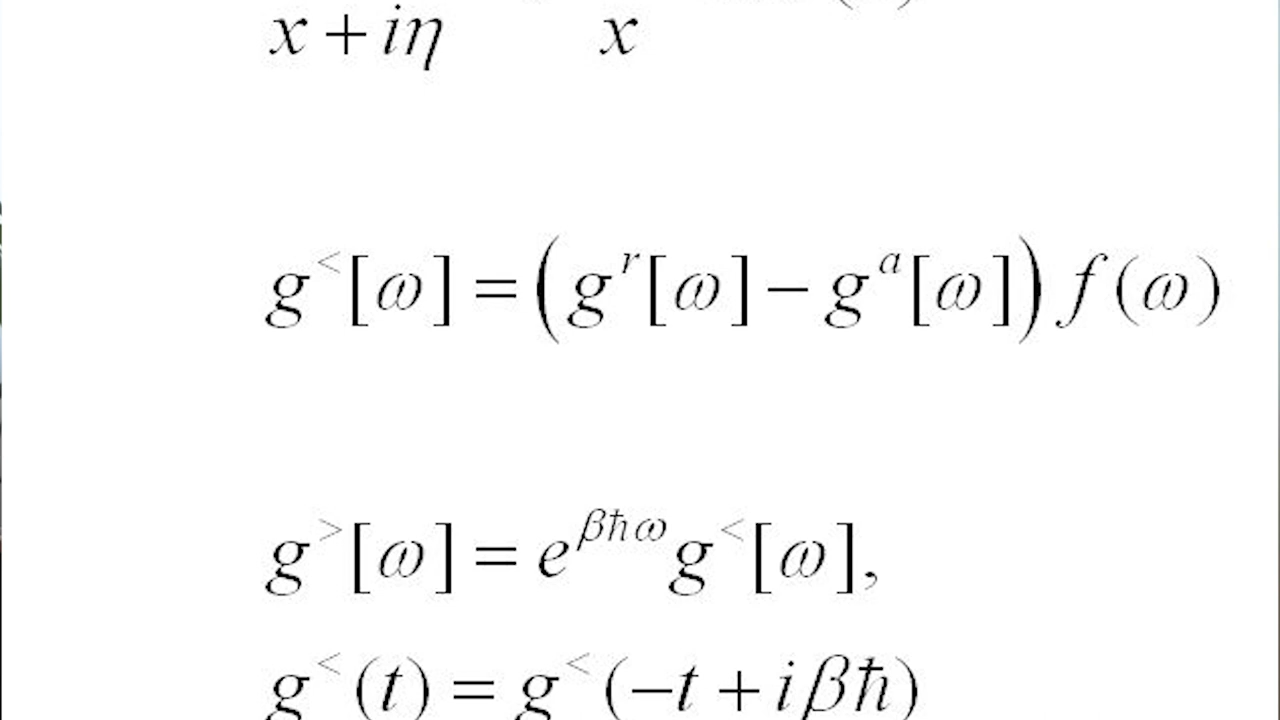 x + iη x
g^<[ω] = (g^r[ω] − g^a[ω]) f(ω)
g^>[ω] = e^{βℏω} g^<[ω],
g^<(t) = g^<(−t + iβℏ)